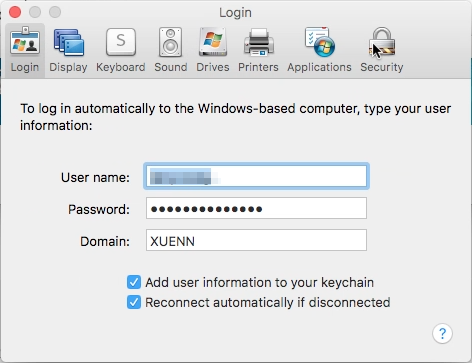 Login
Login Display Keyboard Sound Drives Printers Applications Security
To log in automatically to the Windows-based computer, type your user
information:
User name:
Password: ••••••••••••••
Domain: XUENN
Add user information to your keychain
Reconnect automatically if disconnected
?